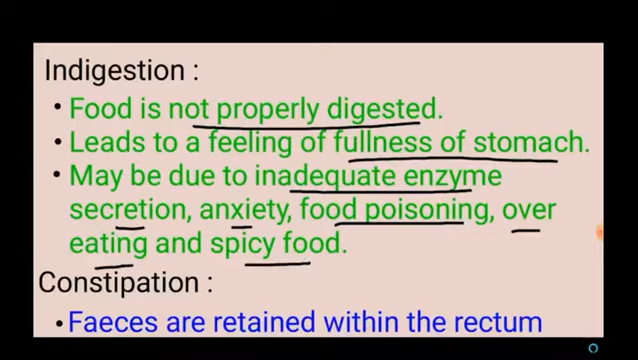 Indigestion :
• Food is not properly digested.
• Leads to a feeling of fullness of stomach.
• May be due to inadequate enzyme
secretion, anxiety, food poisoning, over
eating and spicy food.
Constipation :
• Faeces are retained within the rectum